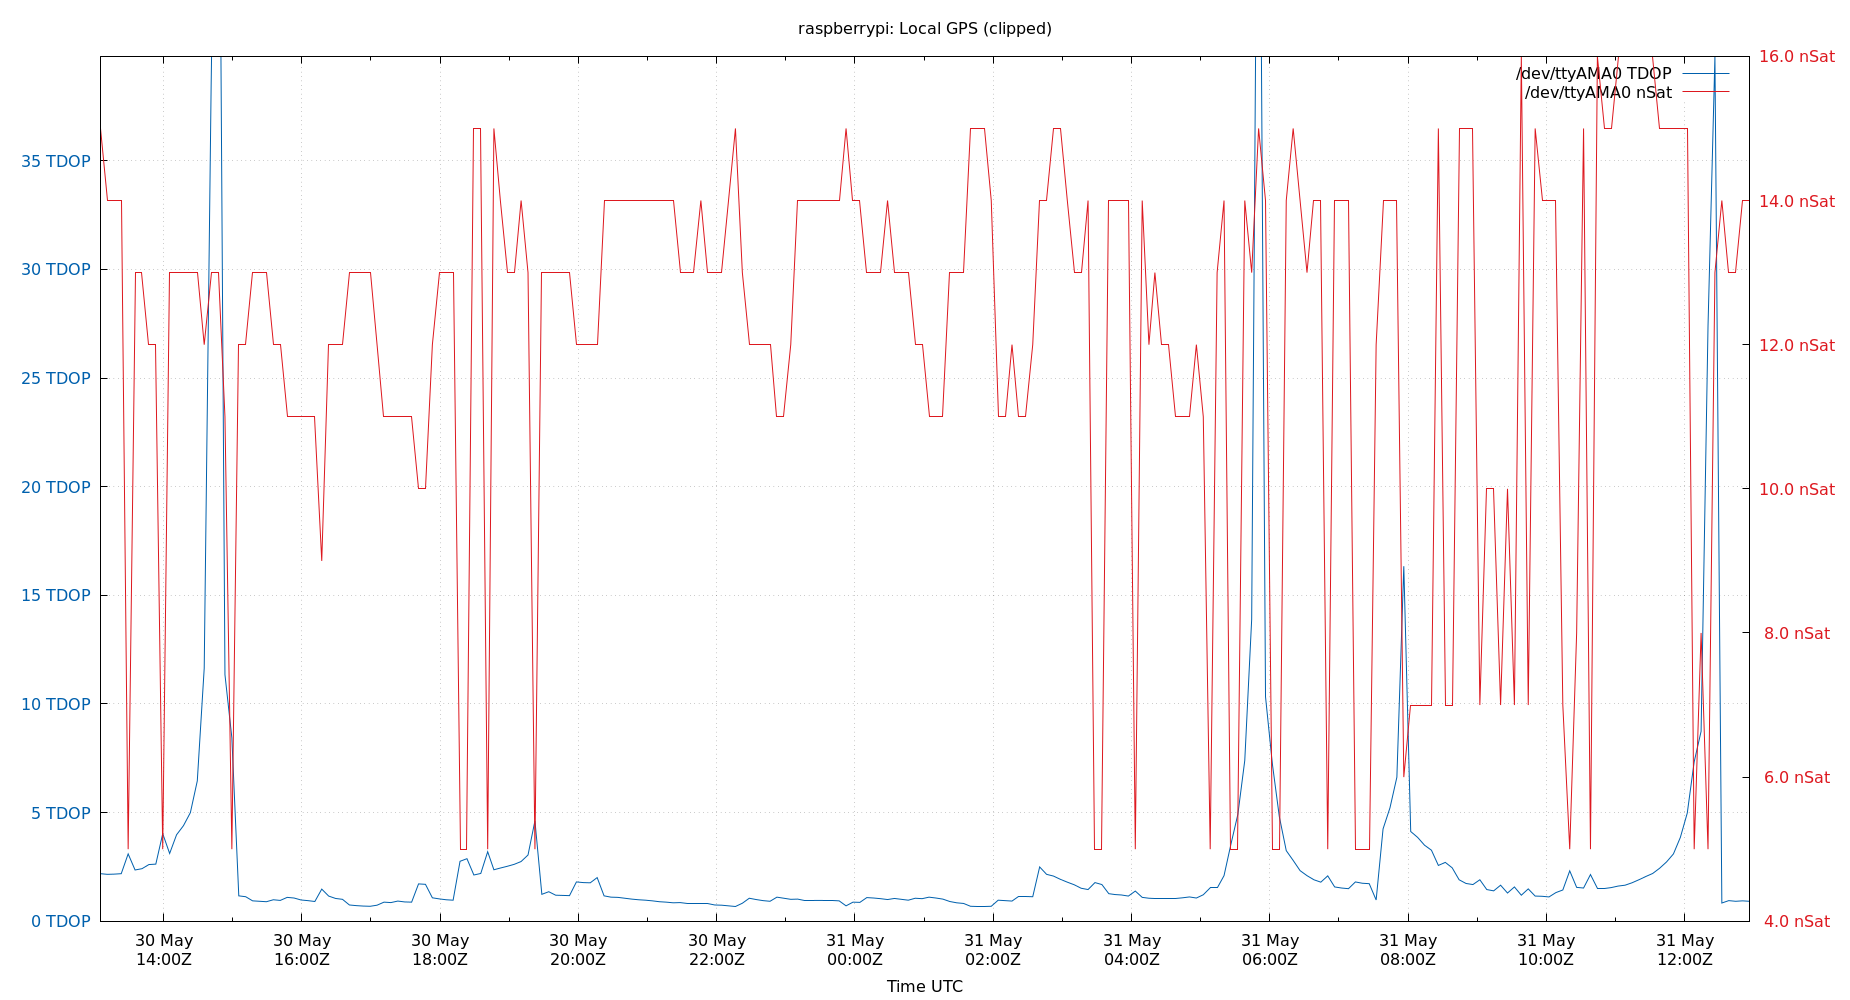 raspberrypi: Local GPS (clipped)
16.0 nSat
/dev/ttyAMA0 TDOP
/dev/ttyAMA0 nSat
35 TDOP
14.0 nSat
30 TDOP
12.0 nSat
25 TDOP
20 TDOP
10.0 nSat
15 TDOP
8.0 nSat
10 TDOP
6.0 nSat
5 TDOP
0 TDOP
4.0 nSat
30 May 30 May 30 May 30 May 30 May 31 May 31 May 31 May 31 May 31 May 31 May 31 May
14:00Z 16:00Z 18:00Z 20:00Z 22:00Z 00:00Z 02:00Z 04:00Z 06:00Z 08:00Z 10:00Z 12:00Z
Time UTC